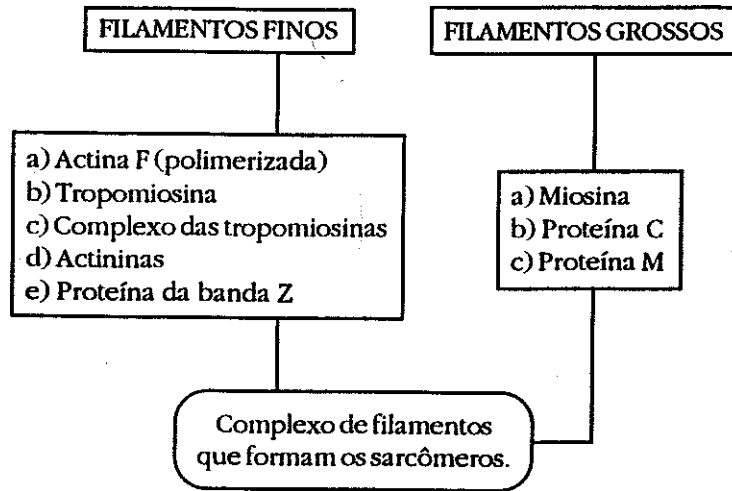 FILAMENTOS FINOS
FILAMENTOS GROSSOS
a) Actina F (polimerizada)
b) Tropomiosina
c) Complexo das tropomiosinas
d) Actininas
e) Proteína da banda Z
a) Miosina
b) Proteína C
c) Proteína M
Complexo de filamentos
que formam os sarcômeros.